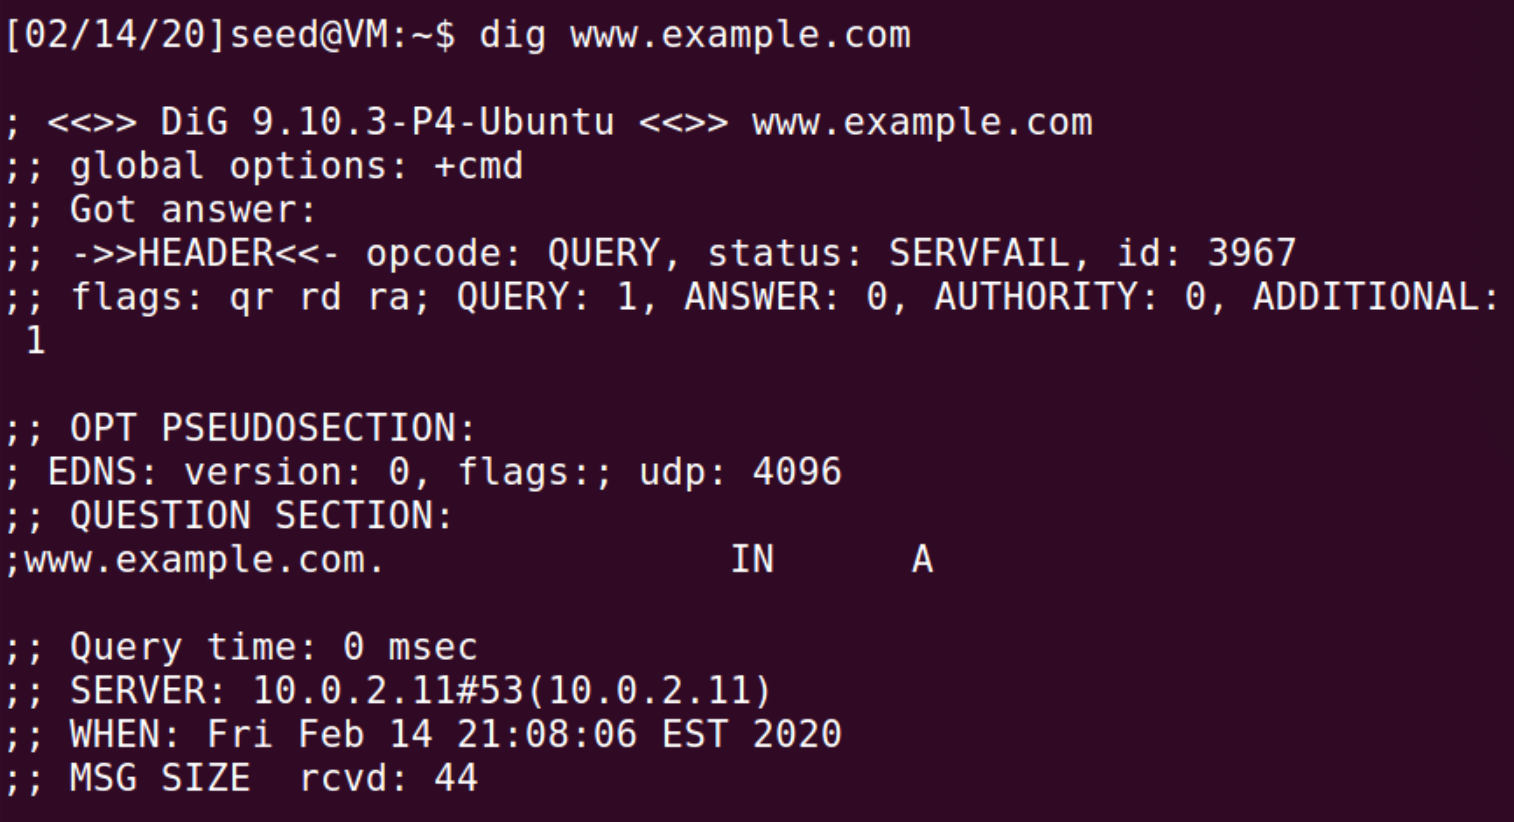 [02/14/20]seed@VM:~$ dig www.example.com
; <<>> DiG 9.10.3-P4-Ubuntu <<>> www.example.com
;; global options: +cmd
;; Got answer:
;; ->>HEADER<<- opcode: QUERY, status: SERVFAIL, id: 3967
;; flags: qr rd ra; QUERY: 1, ANSWER: 0, AUTHORITY: 0, ADDITIONAL:
 1
;; OPT PSEUDOSECTION:
; EDNS: version: 0, flags:; udp: 4096
;; QUESTION SECTION:
;www.example.com.               IN      A
;; Query time: 0 msec
;; SERVER: 10.0.2.11#53(10.0.2.11)
;; WHEN: Fri Feb 14 21:08:06 EST 2020
;; MSG SIZE  rcvd: 44